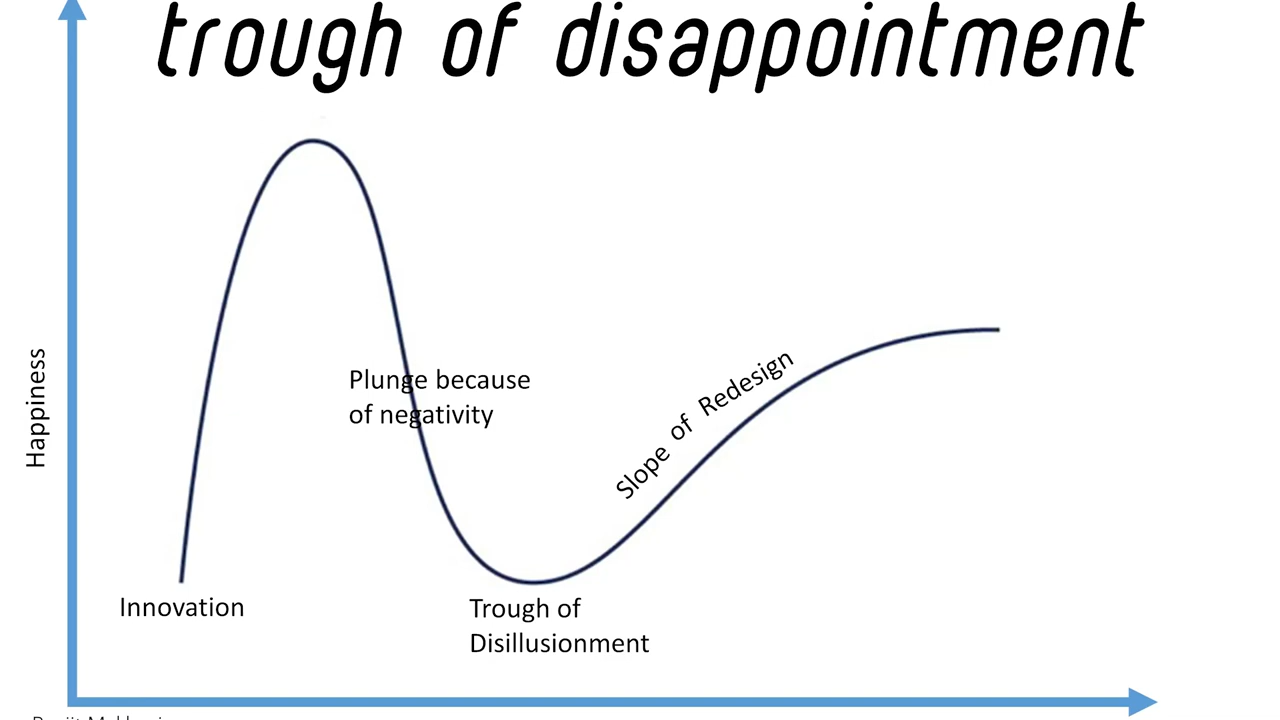 trough of disappointment
Happiness
Plunge because
of negativity
Slope of Redesign
Innovation
Trough of
Disillusionment